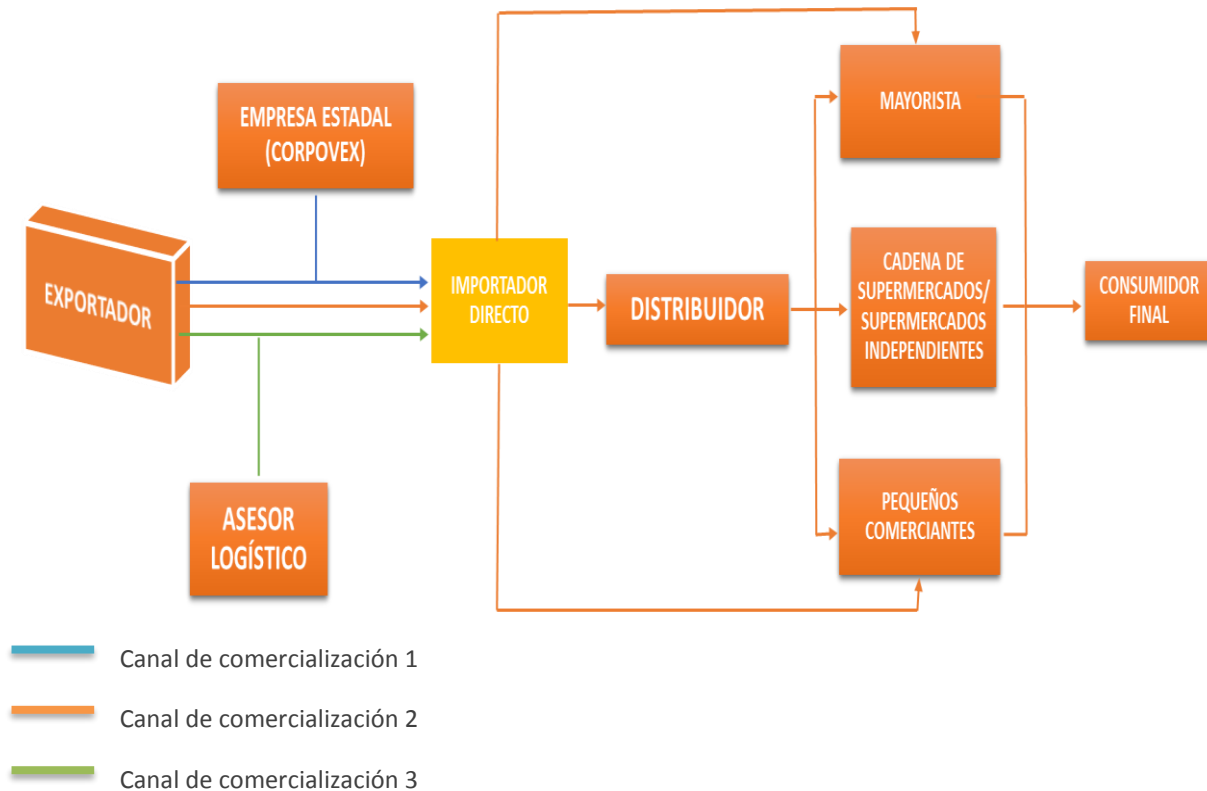 EMPRESA ESTADAL
(CORPOVEX)
EXPORTADOR
ASESOR
LOGÍSTICO
IMPORTADOR
DIRECTO
DISTRIBUIDOR
MAYORISTA
CADENA DE
SUPERMERCADOS/
SUPERMERCADOS
INDEPENDIENTES
PEQUEÑOS
COMERCIANTES
CONSUMIDOR
FINAL
Canal de comercialización 1
Canal de comercialización 2
Canal de comercialización 3